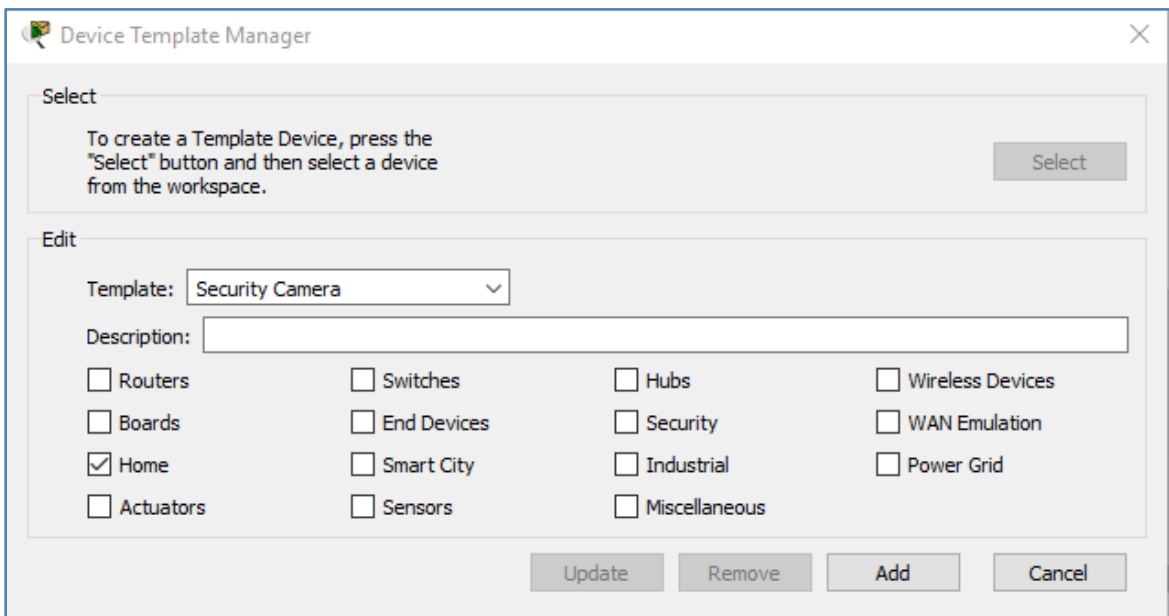 Device Template Manager
Select
To create a Template Device, press the
"Select" button and then select a device
from the workspace.
Select
Edit
Template: Security Camera
Description:
Routers Switches Hubs Wireless Devices
Boards End Devices Security WAN Emulation
Home Smart City Industrial Power Grid
Actuators Sensors Miscellaneous
Update Remove Add Cancel